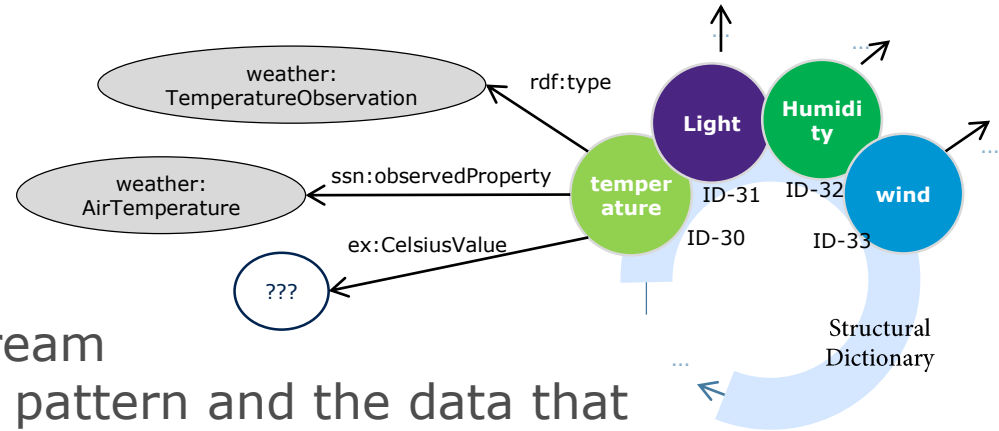 ...
...
weather:
TemperatureObservation
rdf:type
Light
Humidi
ty
...
weather:
AirTemperature
ssn:observedProperty
temper
ature
ID-31
ID-32
wind
ID-30
ID-33
ex:CelsiusValue
???
Structural
Dictionary
...
ream
pattern and the data that